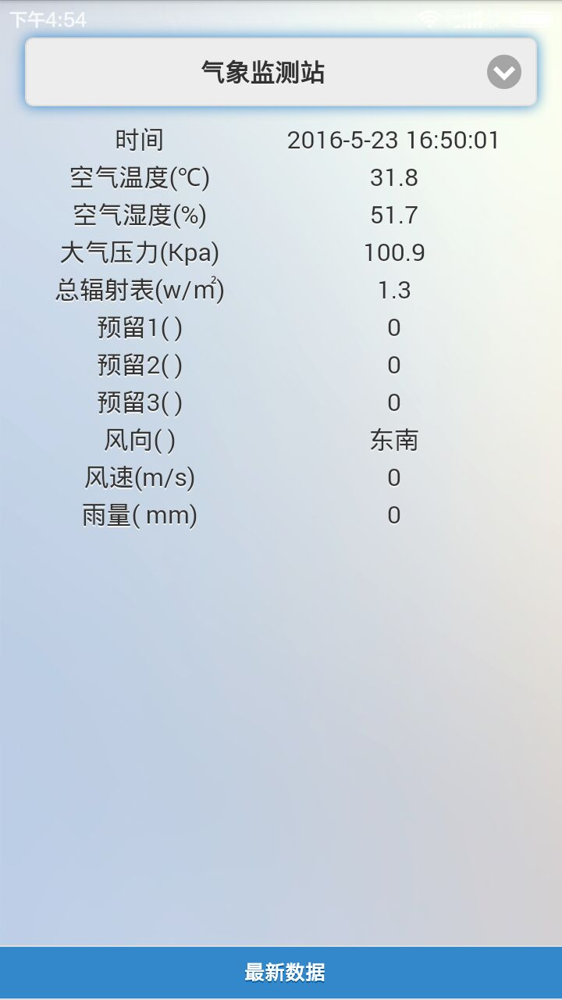 下午4:54
气象监测站
时间 2016-5-23 16:50:01
空气温度(℃) 31.8
空气湿度(%) 51.7
大气压力(Kpa) 100.9
总辐射表(w/㎡) 1.3
预留1( ) 0
预留2( ) 0
预留3( ) 0
风向( ) 东南
风速(m/s) 0
雨量( mm) 0
最新数据